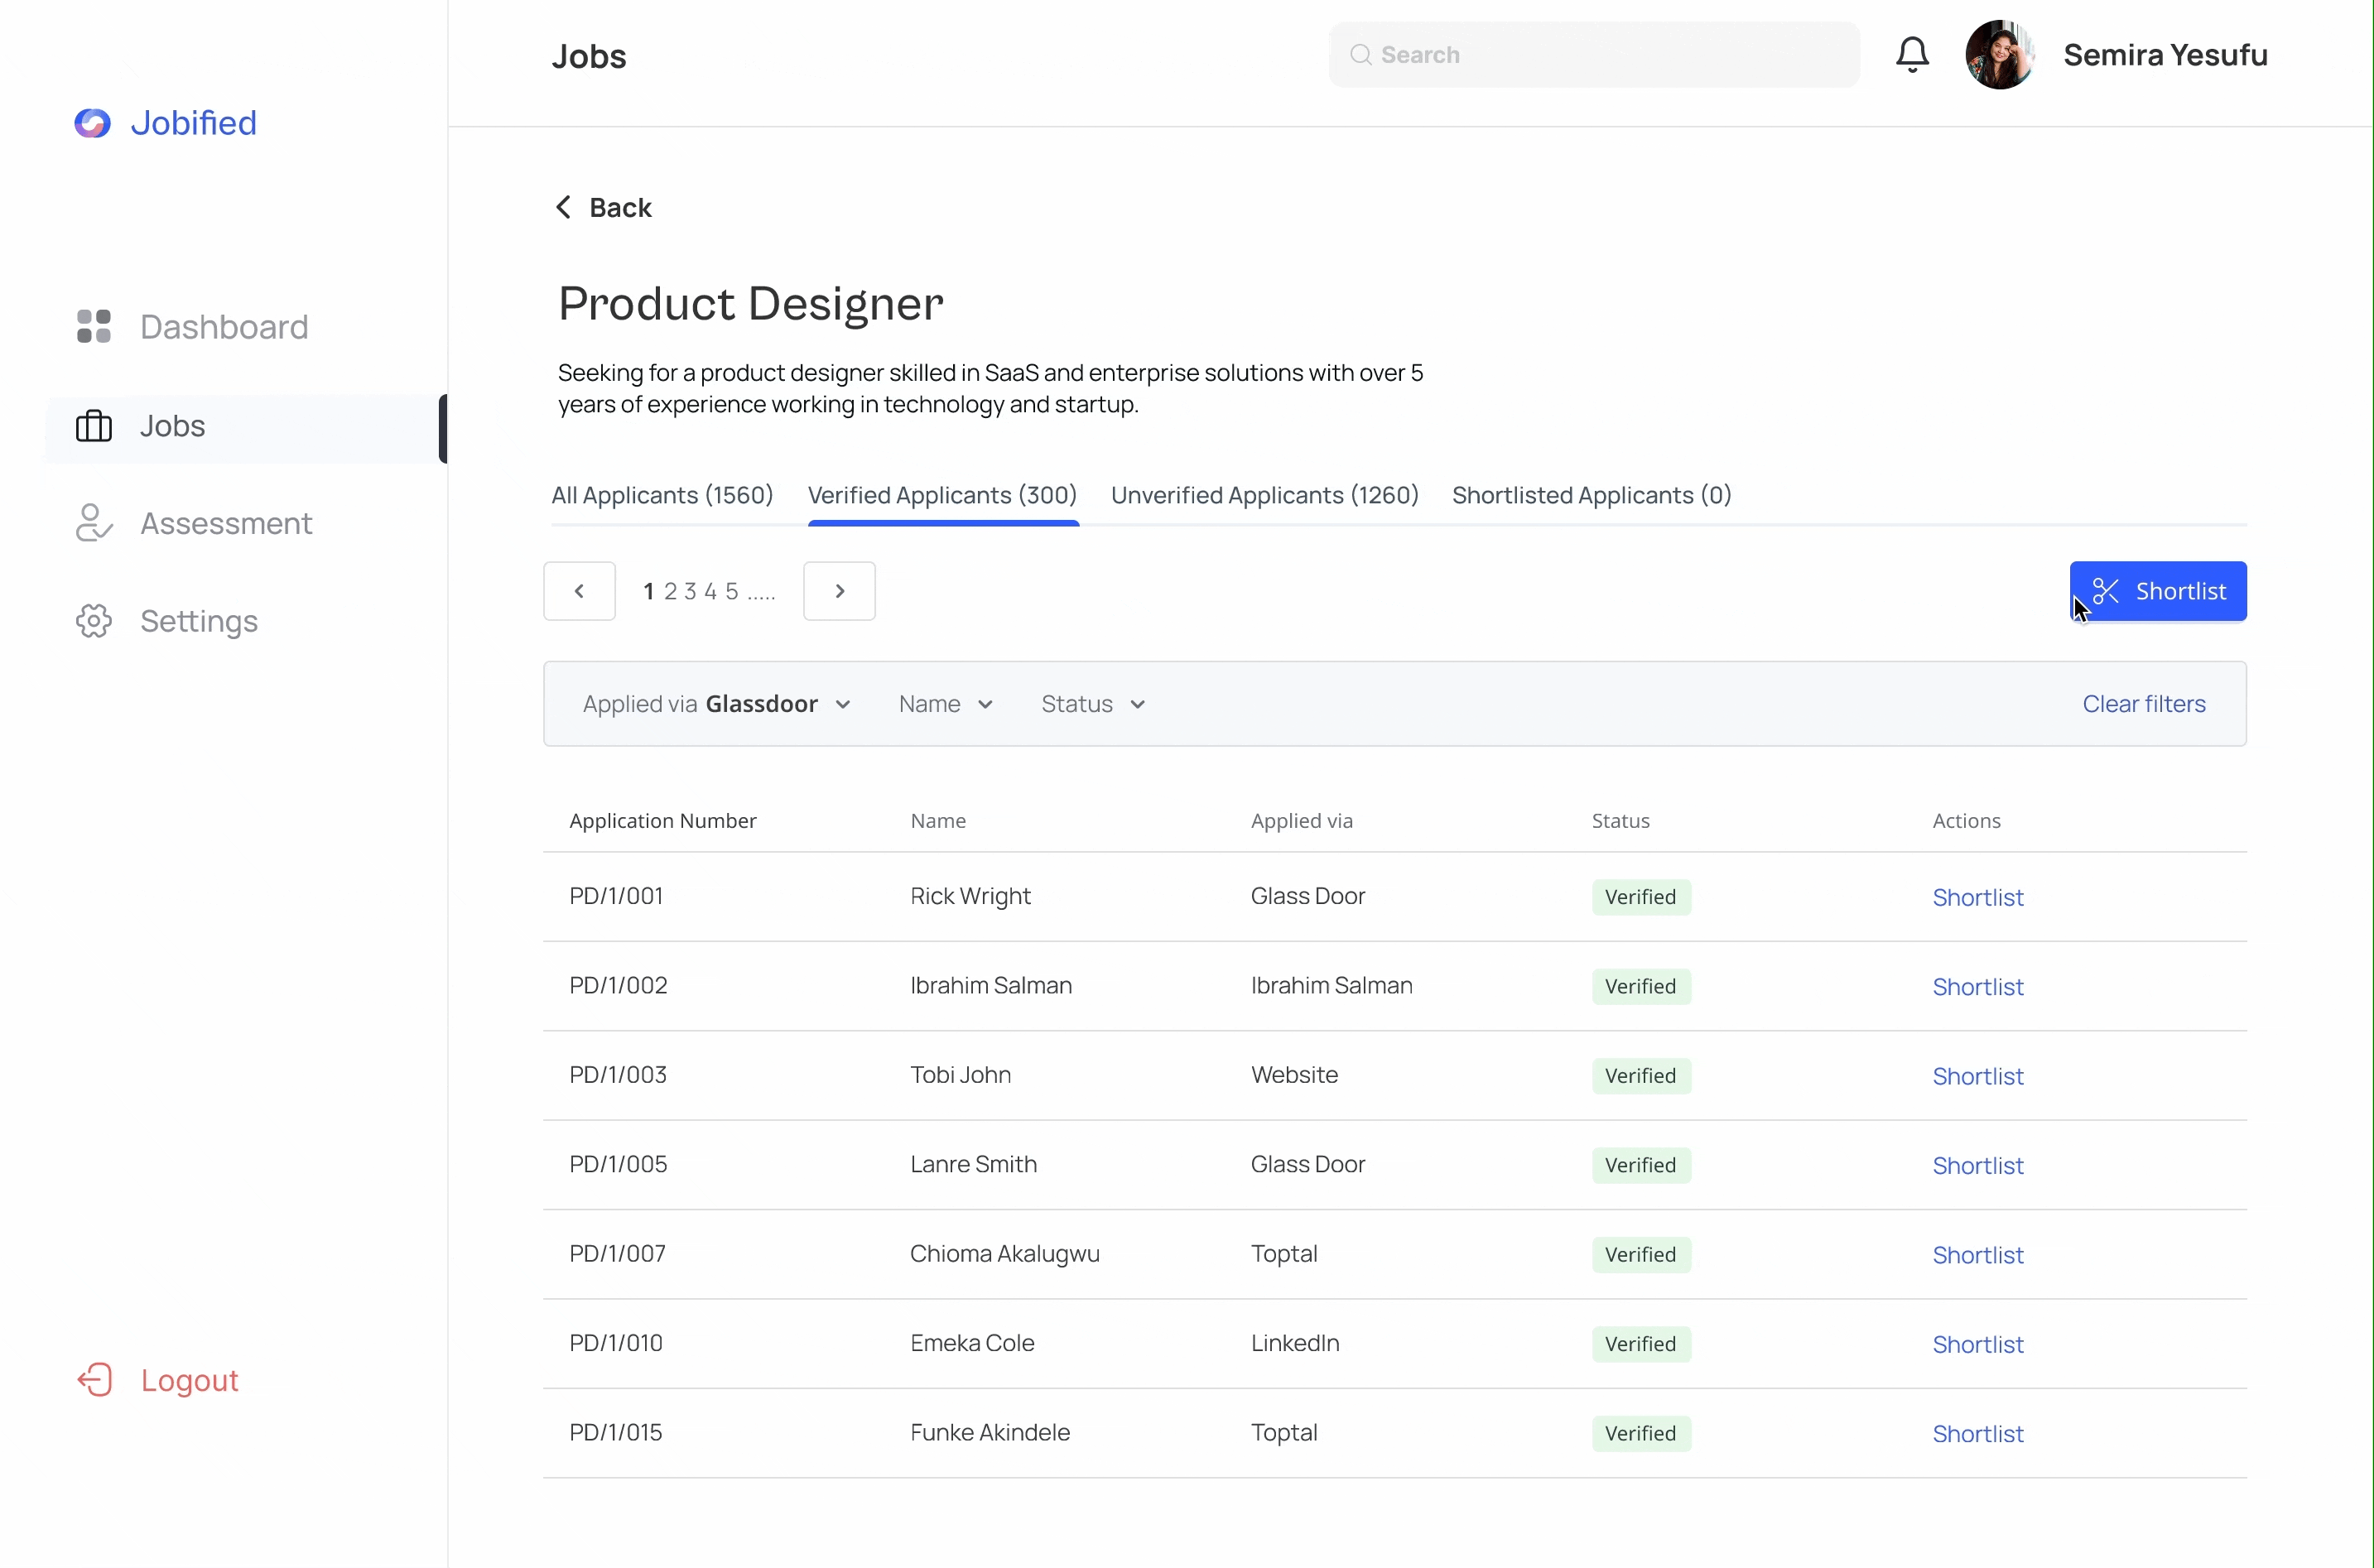 Jobified
Dashboard
Jobs
Assessment
Settings
Logout
Jobs
Search
Semira Yesufu
Back
Product Designer
Seeking for a product designer skilled in SaaS and enterprise solutions with over 5
years of experience working in technology and startup.
All Applicants (1560) Verified Applicants (300) Unverified Applicants (1260) Shortlisted Applicants (0)
1 2 3 4 5 .....
Shortlist
Applied via Glassdoor Name Status Clear filters
Application Number Name Applied via Status Actions
PD/1/001 Rick Wright Glass Door Verified Shortlist
PD/1/002 Ibrahim Salman Ibrahim Salman Verified Shortlist
PD/1/003 Tobi John Website Verified Shortlist
PD/1/005 Lanre Smith Glass Door Verified Shortlist
PD/1/007 Chioma Akalugwu Toptal Verified Shortlist
PD/1/010 Emeka Cole LinkedIn Verified Shortlist
PD/1/015 Funke Akindele Toptal Verified Shortlist